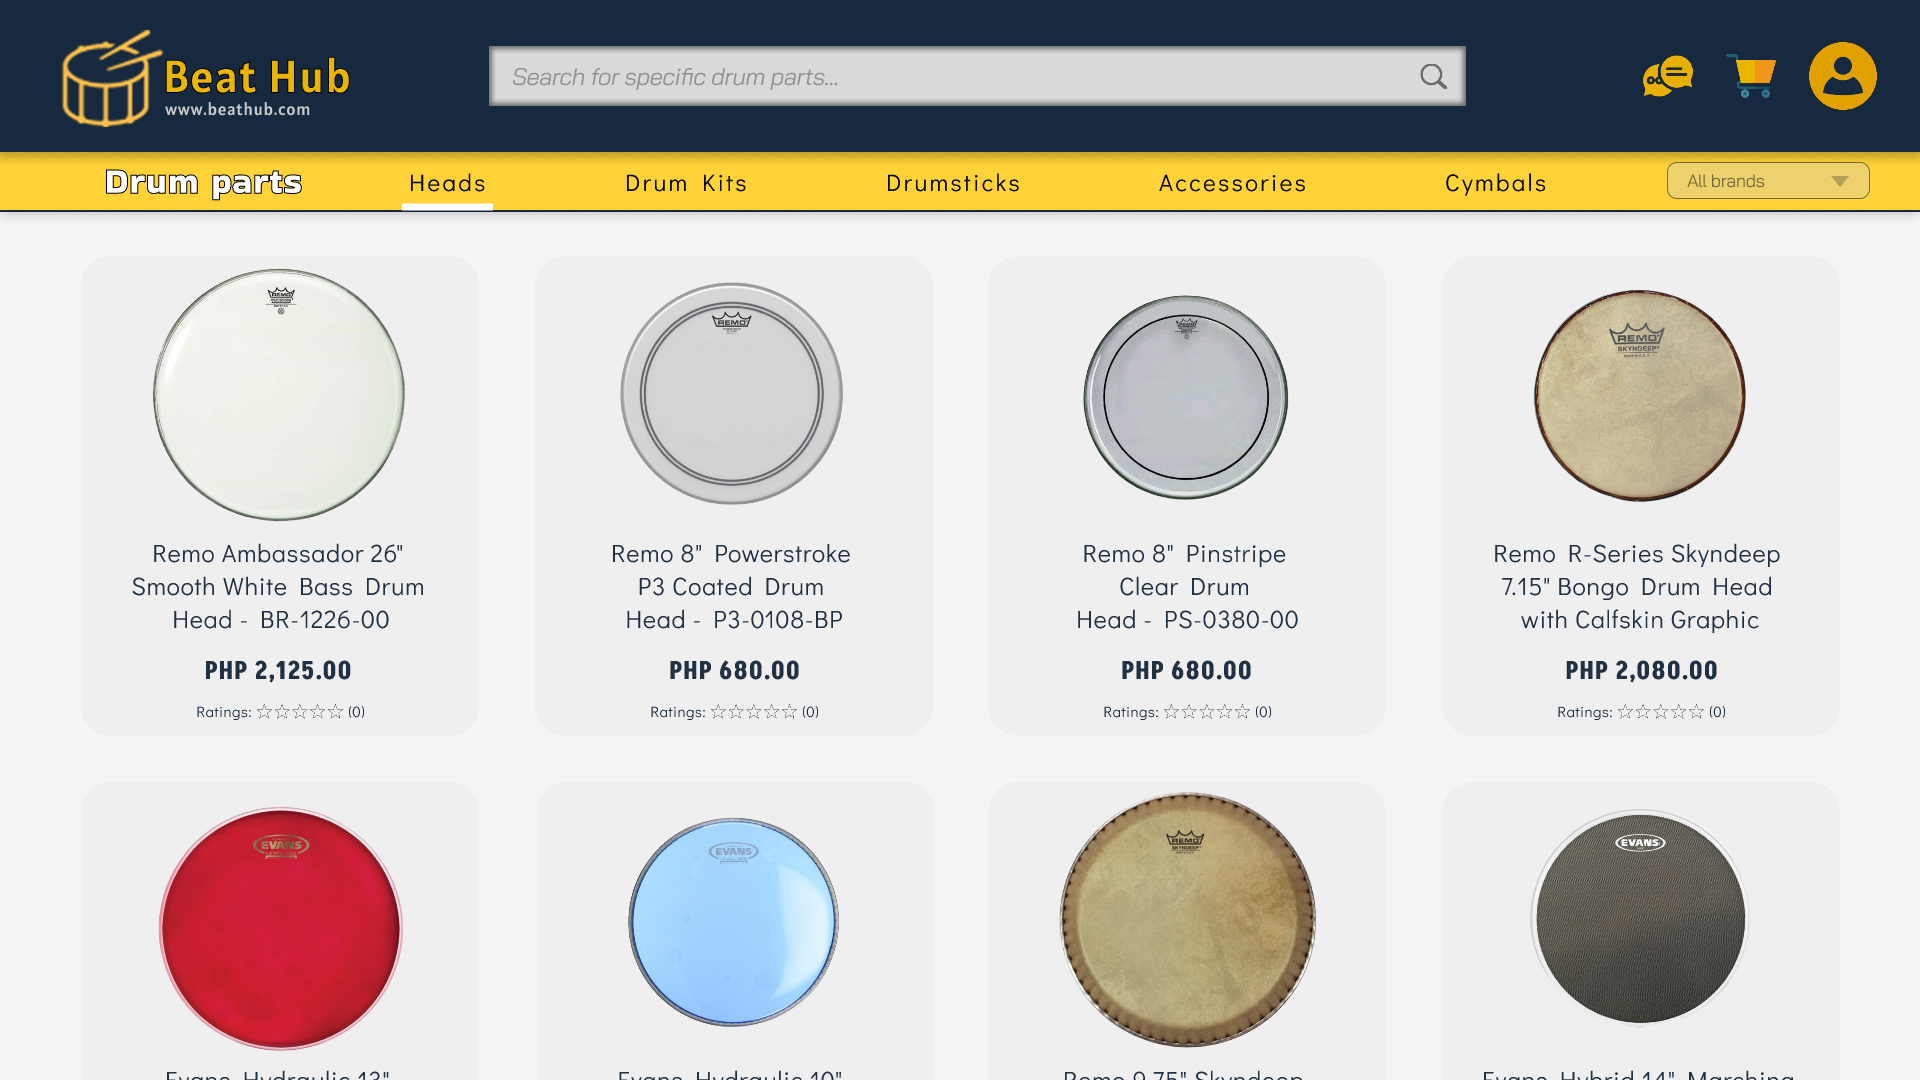 Beat Hub
www.beathub.com
Search for specific drum parts...
Drum parts
Heads
Drum Kits
Drumsticks
Accessories
Cymbals
All brands
REMO
REMO
REMO
REMO
SKYNDEEP
Remo Ambassador 26"
Smooth White Bass Drum
Head - BR-1226-00
PHP 2,125.00
Ratings: ☆☆☆☆☆ (0)
Remo 8" Powerstroke
P3 Coated Drum
Head - P3-0108-BP
PHP 680.00
Ratings: ☆☆☆☆☆ (0)
Remo 8" Pinstripe
Clear Drum
Head - PS-0380-00
PHP 680.00
Ratings: ☆☆☆☆☆ (0)
Remo R-Series Skyndeep
7.15" Bongo Drum Head
with Calfskin Graphic
PHP 2,080.00
Ratings: ☆☆☆☆☆ (0)
EVANS
EVANS
REMO
SKYNDEEP
EVANS
Evans Hydraulic 13"
Evans Hydraulic 10"
Remo 9.75" Skyndeep
Evans Hybrid 14" Marching